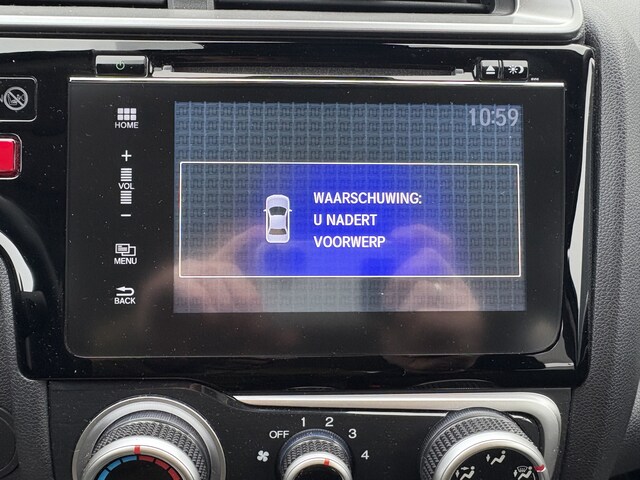 10:59
HOME
+
VOL
−
MENU
BACK
WAARSCHUWING:
U NADERT
VOORWERP
OFF 1 2 3 4